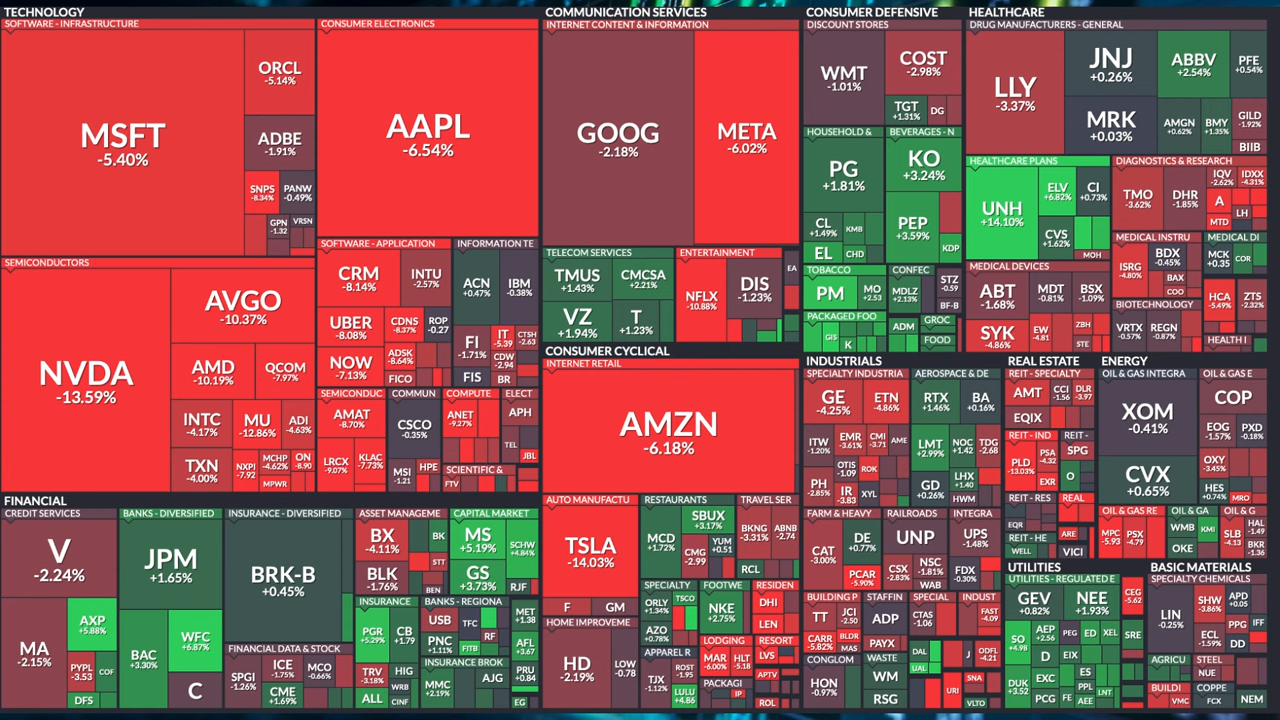 TECHNOLOGY
SOFTWARE - INFRASTRUCTURE
MSFT
-5.40%
ORCL
-5.14%
ADBE
-1.91%
SNPS
-8.34%
PANW
-0.49%
GPN
-1.32
VRSN
CONSUMER ELECTRONICS
AAPL
-6.54%
SEMICONDUCTORS
NVDA
-13.59%
AVGO
-10.37%
AMD
-10.19%
QCOM
-7.97%
INTC
-4.17%
MU
-12.86%
ADI
-4.63%
TXN
-4.00%
NXPI
-7.92
MCHP
-4.62%
ON
-8.90
MPWR
SOFTWARE - APPLICATION
CRM
-8.14%
INTU
-2.57%
UBER
-8.08%
CDNS
-8.37%
ROP
-0.27
NOW
-7.13%
ADSK
-8.64%
FICO
INFORMATION TE
ACN
+0.47%
IBM
-0.38%
FI
-1.71%
IT
-5.39
CTSH
-2.63
CDW
-2.94
FIS
BR
SEMICONDUC
AMAT
-8.70%
LRCX
-9.07%
KLAC
-7.73%
COMMUN
CSCO
-0.35%
MSI
-1.21
HPE
COMPUTE
ANET
-9.27%
ELECT
APH
TEL
JBL
SCIENTIFIC &
FTV
COMMUNICATION SERVICES
INTERNET CONTENT & INFORMATION
GOOG
-2.18%
META
-6.02%
TELECOM SERVICES
TMUS
+1.43%
CMCSA
+2.21%
VZ
+1.94%
T
+1.23%
ENTERTAINMENT
NFLX
-10.88%
DIS
-1.23%
EA
CONSUMER CYCLICAL
INTERNET RETAIL
AMZN
-6.18%
AUTO MANUFACTU
TSLA
-14.03%
F
GM
RESTAURANTS
MCD
+1.72%
SBUX
+3.17%
CMG
-2.99
YUM
+0.51
TRAVEL SER
BKNG
-3.31%
ABNB
-2.74
RCL
SPECIALTY
ORLY
+1.34%
TSCO
AZO
+0.78%
FOOTWE
NKE
+2.75%
RESIDEN
DHI
LEN
HOME IMPROVEME
HD
-2.19%
LOW
-0.78
APPAREL R
TJX
-1.12%
ROST
-1.95
LULU
+4.86
LODGING
MAR
-6.00%
HLT
-5.18
RESORT
LVS
APTV
PACKAGI
IP
ROL
CONSUMER DEFENSIVE
DISCOUNT STORES
WMT
-1.01%
COST
-2.98%
TGT
+1.31%
DG
HOUSEHOLD &
PG
+1.81%
CL
+1.49%
KMB
EL
CHD
BEVERAGES - N
KO
+3.24%
PEP
+3.59%
KDP
TOBACCO
PM
MO
+2.53
CONFEC
MDLZ
+2.13%
STZ
-0.59
BF-B
PACKAGED FOO
GIS
K
ADM
GROC
FOOD
HEALTHCARE
DRUG MANUFACTURERS - GENERAL
LLY
-3.37%
JNJ
+0.26%
ABBV
+2.54%
PFE
+0.54%
MRK
+0.03%
AMGN
+0.62%
BMY
+1.35%
GILD
-1.92%
BIIB
HEALTHCARE PLANS
UNH
+14.10%
ELV
+6.82%
CI
+0.73%
CVS
+1.62%
MOH
DIAGNOSTICS & RESEARCH
TMO
-3.62%
DHR
-1.85%
IQV
-2.62%
IDXX
-4.31%
A
MTD
LH
MEDICAL INSTRU
ISRG
-4.80%
BDX
-0.45%
BAX
COO
MEDICAL DI
MCK
+0.35
COR
MEDICAL DEVICES
ABT
-1.68%
MDT
-0.81%
BSX
-1.09%
SYK
-4.86%
EW
-4.81
ZBH
STE
BIOTECHNOLOGY
VRTX
-0.57%
REGN
-0.87%
HCA
-5.49%
ZTS
-2.32%
HEALTH I
INDUSTRIALS
SPECIALTY INDUSTRIA
GE
-4.25%
ETN
-4.86%
ITW
-1.20%
EMR
-3.61%
CMI
-3.71
AME
PH
-2.85%
OTIS
-1.09
ROK
IR
-3.83
XYL
AEROSPACE & DE
RTX
+1.46%
BA
+0.16%
LMT
+2.99%
NOC
+1.42
TDG
-2.68
GD
+0.26%
LHX
+1.40
HWM
FARM & HEAVY
CAT
-3.00%
DE
+0.77%
PCAR
-5.90%
RAILROADS
UNP
CSX
-2.83%
NSC
-1.81%
WAB
INTEGRA
UPS
-1.48%
FDX
-0.30%
BUILDING P
TT
JCI
-2.50
CARR
-5.82%
BLDR
MAS
STAFFIN
ADP
PAYX
SPECIAL
CTAS
-1.06
INDUST
FAST
-4.09
CONGLOM
HON
-0.97%
WASTE
WM
RSG
DAL
UAL
J
ODFL
-4.21
URI
SNA
VLTO
REAL ESTATE
REIT - SPECIALTY
AMT
CCI
-1.56
DLR
-3.97
EQIX
REIT - IND
PLD
-13.03%
PSA
-4.32
EXR
REIT -
SPG
O
REIT - RES
EQR
REAL
ARE
REIT - HE
WELL
VICI
ENERGY
OIL & GAS INTEGRA
XOM
-0.41%
CVX
+0.65%
OIL & GAS E
COP
EOG
-1.57%
PXD
-0.18%
OXY
-3.45%
HES
+0.74%
MRO
OIL & GAS RE
MPC
-5.93
PSX
-4.79
OIL & GA
WMB
KMI
OKE
OIL & G
SLB
-4.13
HAL
-1.49
BKR
-1.36
UTILITIES
UTILITIES - REGULATED E
GEV
+0.82%
NEE
+1.93%
SO
+4.98
AEP
+2.56
PEG
ED
XEL
D
EIX
DUK
+3.52
EXC
ES
PPL
PCG
FE
AEE
LNT
CEG
-5.62
SRE
BASIC MATERIALS
SPECIALTY CHEMICALS
LIN
-0.25%
SHW
-3.86%
APD
+0.05
ECL
-1.59%
PPG
IFF
DD
AGRICU
STEEL
NUE
BUILDI
VMC
COPPE
FCX
NEM
FINANCIAL
CREDIT SERVICES
V
-2.24%
MA
-2.15%
AXP
+5.88%
PYPL
-3.53
COF
DFS
BANKS - DIVERSIFIED
JPM
+1.65%
BAC
+3.30%
WFC
+6.87%
C
INSURANCE - DIVERSIFIED
BRK-B
+0.45%
FINANCIAL DATA & STOCK
SPGI
-1.26%
ICE
-1.75%
MCO
-0.66%
CME
+1.69%
ASSET MANAGEME
BX
-4.11%
BK
BLK
-1.76%
STT
BEN
CAPITAL MARKET
MS
+5.19%
SCHW
+4.84%
GS
+3.73%
RJF
INSURANCE
PGR
+5.29%
CB
+1.79
TRV
-3.18%
HIG
ALL
WRB
CINF
BANKS - REGIONA
USB
TFC
PNC
+1.11%
FITB
RF
MET
+1.38
AFL
+3.67
PRU
+0.84
EG
INSURANCE BROK
MMC
+2.19%
AJG